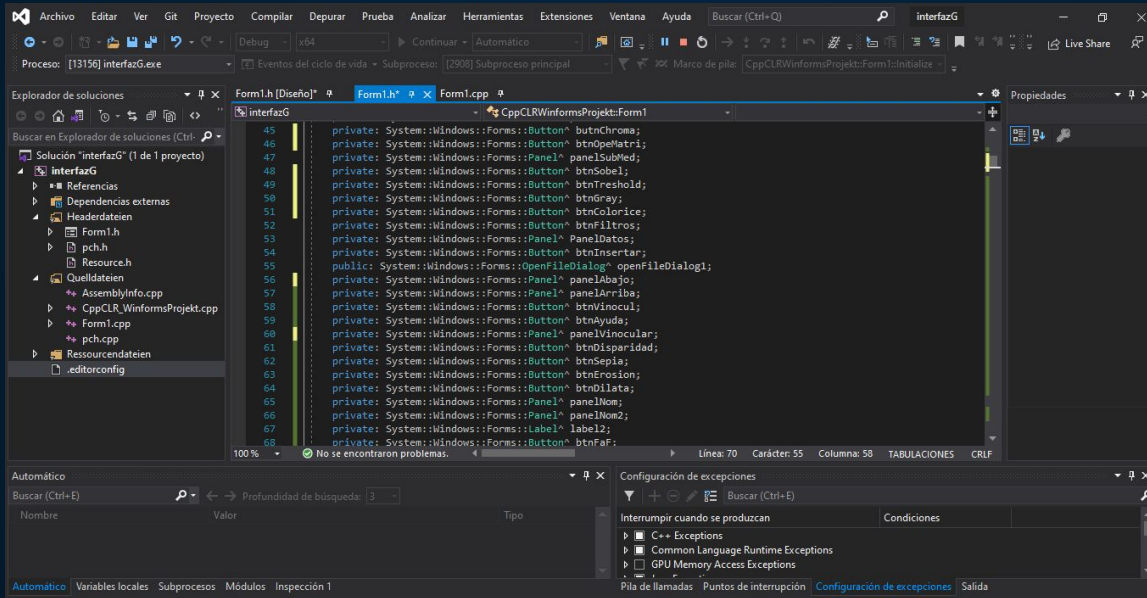 Archivo Editar Ver Git Proyecto Compilar Depurar Prueba Analizar Herramientas Extensiones Ventana Ayuda Buscar (Ctrl+Q) interfazG
Debug x64 Continuar Automático Live Share
Proceso: [13156] interfazG.exe Eventos del ciclo de vida Subproceso: [2908] Subproceso principal Marco de pila: CppCLRWinformsProjekt::Form1::Initialize
Explorador de soluciones
Buscar en Explorador de soluciones (Ctrl-
Solución "interfazG" (1 de 1 proyecto)
interfazG
Referencias
Dependencias externas
Headerdateien
Form1.h
pch.h
Resource.h
Quelldateien
AssemblyInfo.cpp
CppCLR_WinformsProjekt.cpp
Form1.cpp
pch.cpp
Ressourcendateien
.editorconfig
Form1.h [Diseño]* Form1.h* Form1.cpp
interfazG CppCLRWinformsProjekt::Form1
45 private: System::Windows::Forms::Button^ butnChroma;
46 private: System::Windows::Forms::Button^ btnOpeMatri;
47 private: System::Windows::Forms::Panel^ panelSubMed;
48 private: System::Windows::Forms::Button^ btnSobel;
49 private: System::Windows::Forms::Button^ btnTreshold;
50 private: System::Windows::Forms::Button^ btnGray;
51 private: System::Windows::Forms::Button^ btnColorice;
52 private: System::Windows::Forms::Button^ btnFiltros;
53 private: System::Windows::Forms::Panel^ PanelDatos;
54 private: System::Windows::Forms::Button^ btnInsertar;
55 public: System::Windows::Forms::OpenFileDialog^ openFileDialog1;
56 private: System::Windows::Forms::Panel^ panelAbajo;
57 private: System::Windows::Forms::Panel^ panelArriba;
58 private: System::Windows::Forms::Button^ btnVinocul;
59 private: System::Windows::Forms::Button^ btnAyuda;
60 private: System::Windows::Forms::Panel^ panelVinocular;
61 private: System::Windows::Forms::Button^ btnDisparidad;
62 private: System::Windows::Forms::Button^ btnSepia;
63 private: System::Windows::Forms::Button^ btnErosion;
64 private: System::Windows::Forms::Button^ btnDilata;
65 private: System::Windows::Forms::Panel^ panelNom;
66 private: System::Windows::Forms::Panel^ panelNom2;
67 private: System::Windows::Forms::Label^ label2;
68 private: System::Windows::Forms::Button^ btnFaF;
100 % No se encontraron problemas. Línea: 70 Carácter: 55 Columna: 58 TABULACIONES CRLF
Propiedades
Automático
Buscar (Ctrl+E) Profundidad de búsqueda: 3
Nombre Valor Tipo
Automático Variables locales Subprocesos Módulos Inspección 1
Configuración de excepciones
Buscar (Ctrl+E)
Interrumpir cuando se produzcan Condiciones
C++ Exceptions
Common Language Runtime Exceptions
GPU Memory Access Exceptions
Pila de llamadas Puntos de interrupción Configuración de excepciones Salida